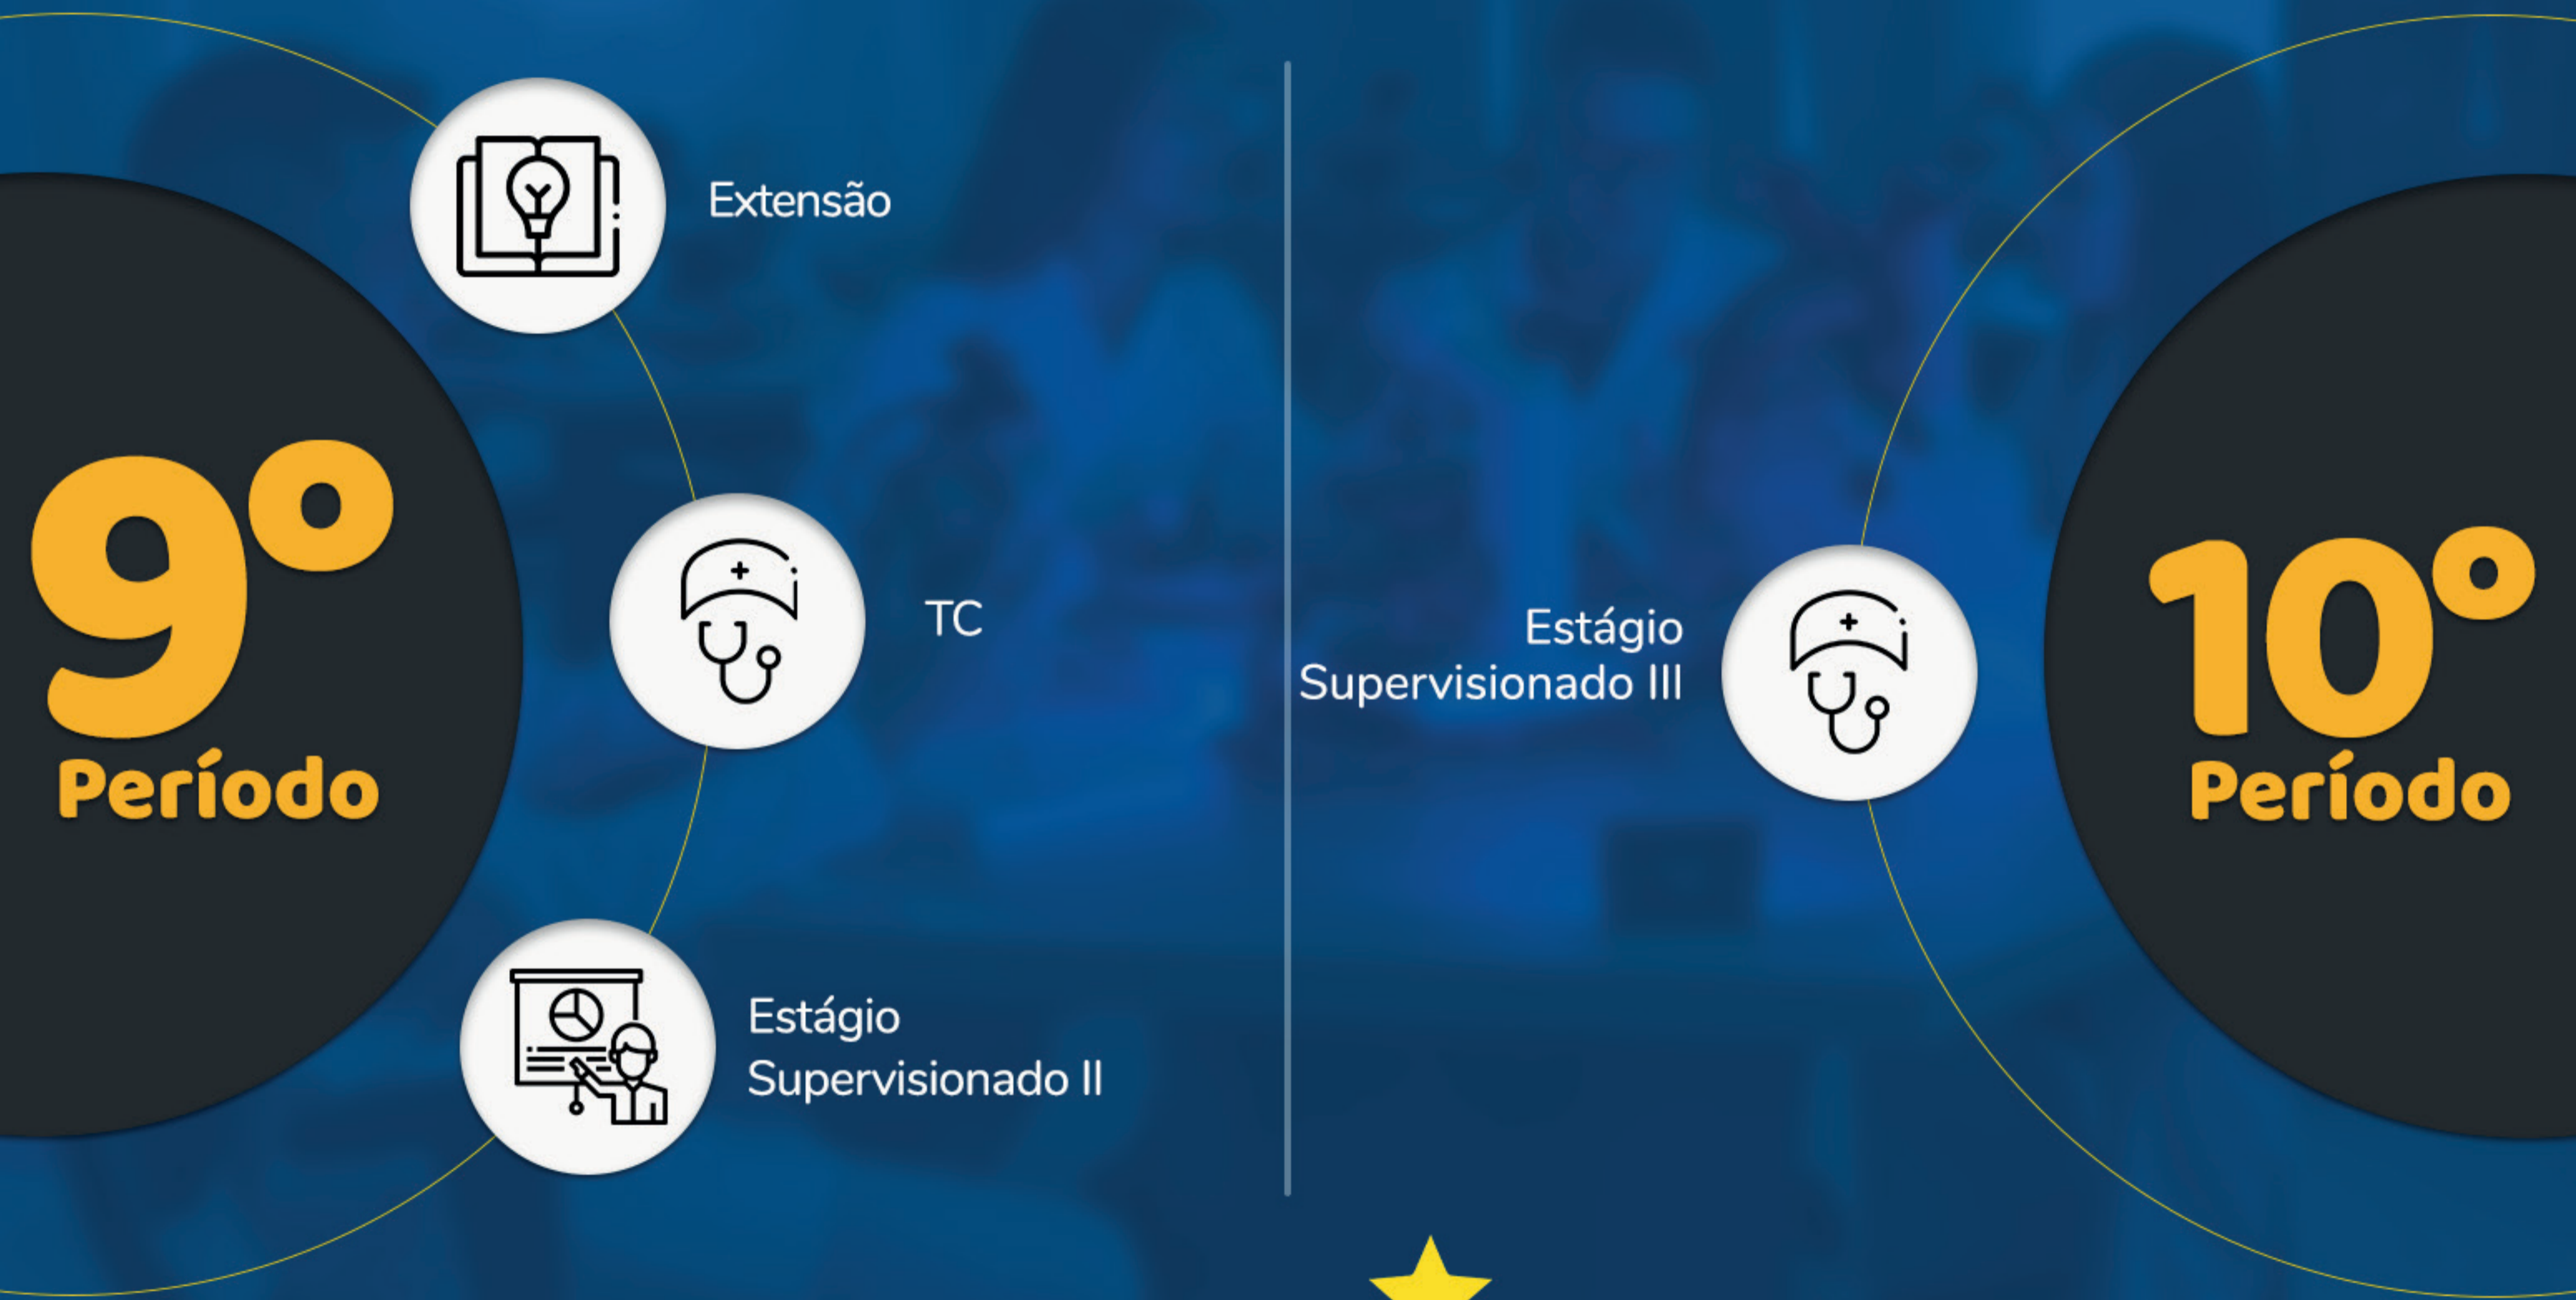 9º
Período
Extensão
TC
Estágio
Supervisionado II
Estágio
Supervisionado III
10º
Período